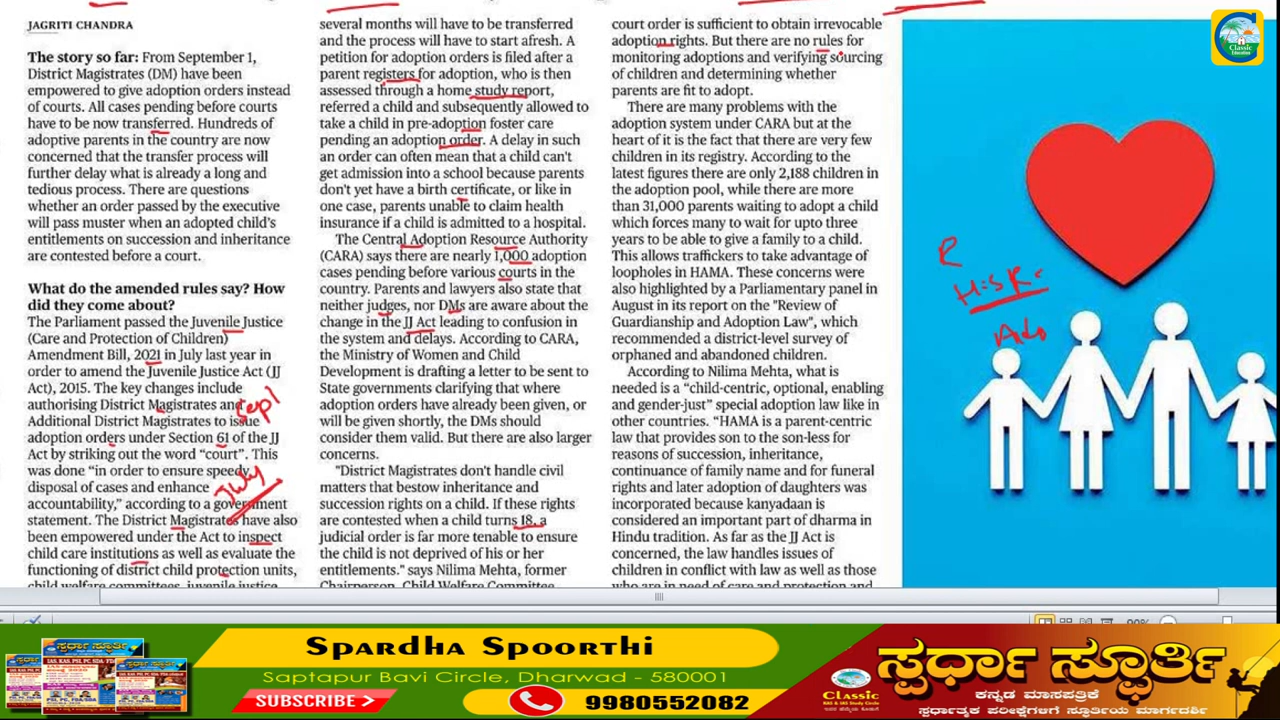 JAGRITI CHANDRA
The story so far: From September 1,
District Magistrates (DM) have been
empowered to give adoption orders instead
of courts. All cases pending before courts
have to be now transferred. Hundreds of
adoptive parents in the country are now
concerned that the transfer process will
further delay what is already a long and
tedious process. There are questions
whether an order passed by the executive
will pass muster when an adopted child's
entitlements on succession and inheritance
are contested before a court.
What do the amended rules say? How
did they come about?
The Parliament passed the Juvenile Justice
(Care and Protection of Children)
Amendment Bill, 2021 in July last year in
order to amend the Juvenile Justice Act (JJ
Act), 2015. The key changes include
authorising District Magistrates and
Additional District Magistrates to issue
adoption orders under Section 61 of the JJ
Act by striking out the word “court”. This
was done “in order to ensure speedy
disposal of cases and enhance
accountability,” according to a government
statement. The District Magistrates have also
been empowered under the Act to inspect
child care institutions as well as evaluate the
functioning of district child protection units,
child welfare committees, juvenile justice
Sep1
July
several months will have to be transferred
and the process will have to start afresh. A
petition for adoption orders is filed after a
parent registers for adoption, who is then
assessed through a home study report,
referred a child and subsequently allowed to
take a child in pre-adoption foster care
pending an adoption order. A delay in such
an order can often mean that a child can't
get admission into a school because parents
don't yet have a birth certificate, or like in
one case, parents unable to claim health
insurance if a child is admitted to a hospital.
The Central Adoption Resource Authority
(CARA) says there are nearly 1,000 adoption
cases pending before various courts in the
country. Parents and lawyers also state that
neither judges, nor DMs are aware about the
change in the JJ Act leading to confusion in
the system and delays. According to CARA,
the Ministry of Women and Child
Development is drafting a letter to be sent to
State governments clarifying that where
adoption orders have already been given, or
will be given shortly, the DMs should
consider them valid. But there are also larger
concerns.
"District Magistrates don't handle civil
matters that bestow inheritance and
succession rights on a child. If these rights
are contested when a child turns 18, a
judicial order is far more tenable to ensure
the child is not deprived of his or her
entitlements." says Nilima Mehta, former
Chairperson, Child Welfare Committee
court order is sufficient to obtain irrevocable
adoption rights. But there are no rules for
monitoring adoptions and verifying sourcing
of children and determining whether
parents are fit to adopt.
There are many problems with the
adoption system under CARA but at the
heart of it is the fact that there are very few
children in its registry. According to the
latest figures there are only 2,188 children in
the adoption pool, while there are more
than 31,000 parents waiting to adopt a child
which forces many to wait for upto three
years to be able to give a family to a child.
This allows traffickers to take advantage of
loopholes in HAMA. These concerns were
also highlighted by a Parliamentary panel in
August in its report on the "Review of
Guardianship and Adoption Law", which
recommended a district-level survey of
orphaned and abandoned children.
According to Nilima Mehta, what is
needed is a “child-centric, optional, enabling
and gender-just” special adoption law like in
other countries. “HAMA is a parent-centric
law that provides son to the son-less for
reasons of succession, inheritance,
continuance of family name and for funeral
rights and later adoption of daughters was
incorporated because kanyadaan is
considered an important part of dharma in
Hindu tradition. As far as the JJ Act is
concerned, the law handles issues of
children in conflict with law as well as those
who are in need of care and protection and
R
Classic
Education
Spardha Spoorthi
Saptapur Bavi Circle, Dharwad - 580001
SUBSCRIBE
9980552082
ಸ್ಪರ್ಧಾ ಸ್ಫೂರ್ತಿ
ಕನ್ನಡ ಮಾಸಪತ್ರಿಕೆ
ಸ್ಪರ್ಧಾತ್ಮಕ ಪರೀಕ್ಷೆಗಳಿಗೆ ಸ್ಫೂರ್ತಿಯ ಮಾರ್ಗದರ್ಶಿ
Classic
KAS & IAS Study Circle